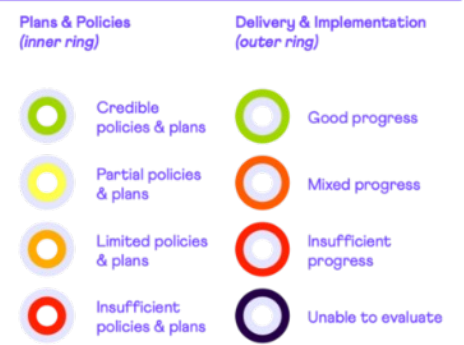 Plans & Policies
(inner ring)
Delivery & Implementation
(outer ring)
Credible
policies & plans
Good progress
Partial policies
& plans
Mixed progress
Limited policies
& plans
Insufficient
progress
Insufficient
policies & plans
Unable to evaluate